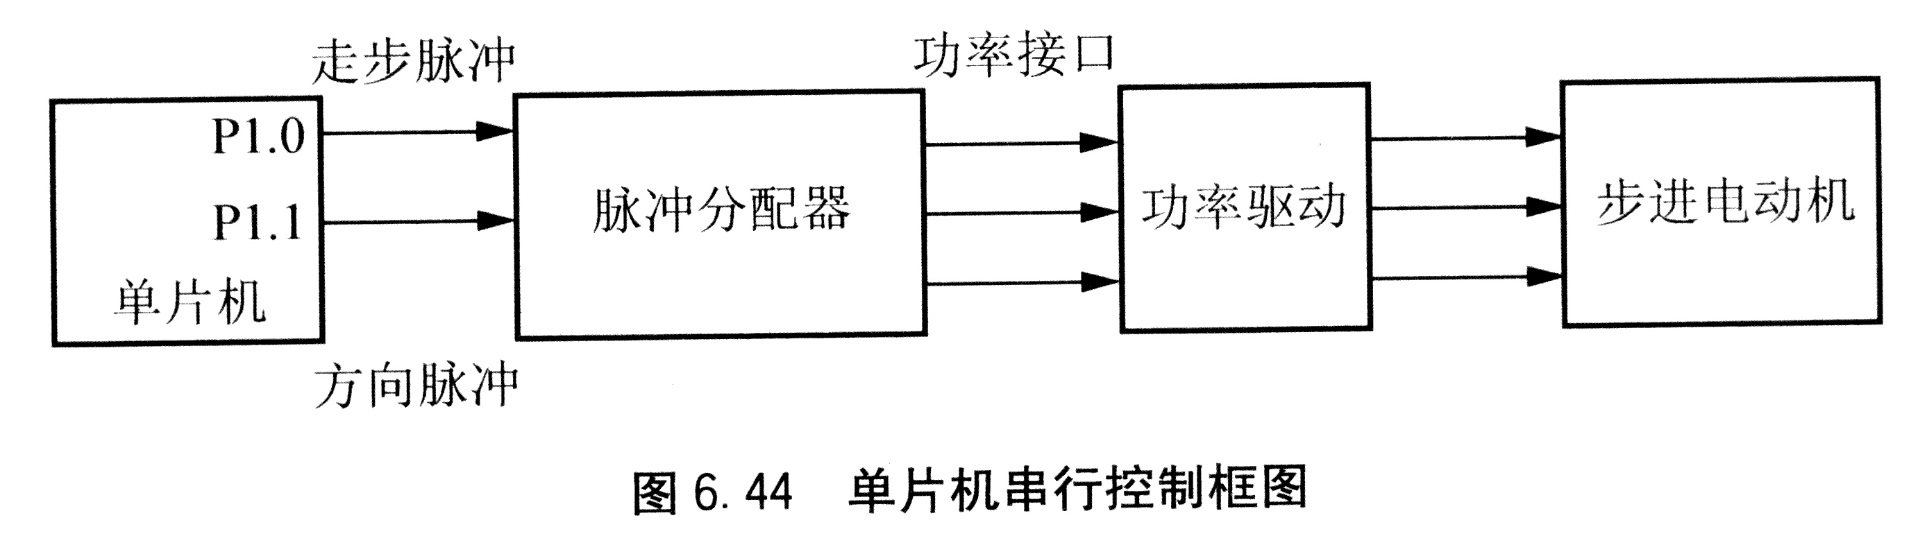 走步脉冲
功率接口
P1.0
P1.1
单片机
脉冲分配器
功率驱动
步进电动机
方向脉冲
图 6.44 单片机串行控制框图